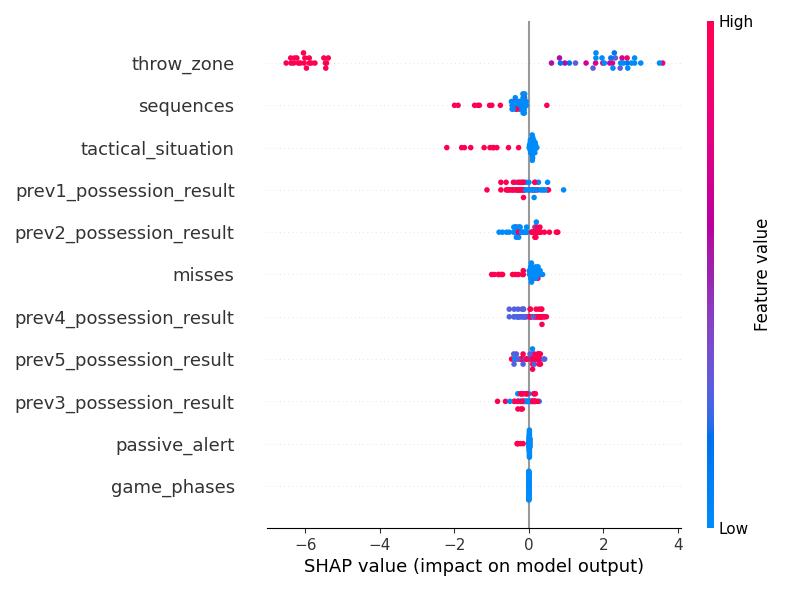 High
throw_zone
sequences
tactical_situation
prev1_possession_result
prev2_possession_result
misses
prev4_possession_result
prev5_possession_result
prev3_possession_result
passive_alert
game_phases
Feature value
Low
−6 −4 −2 0 2 4
SHAP value (impact on model output)